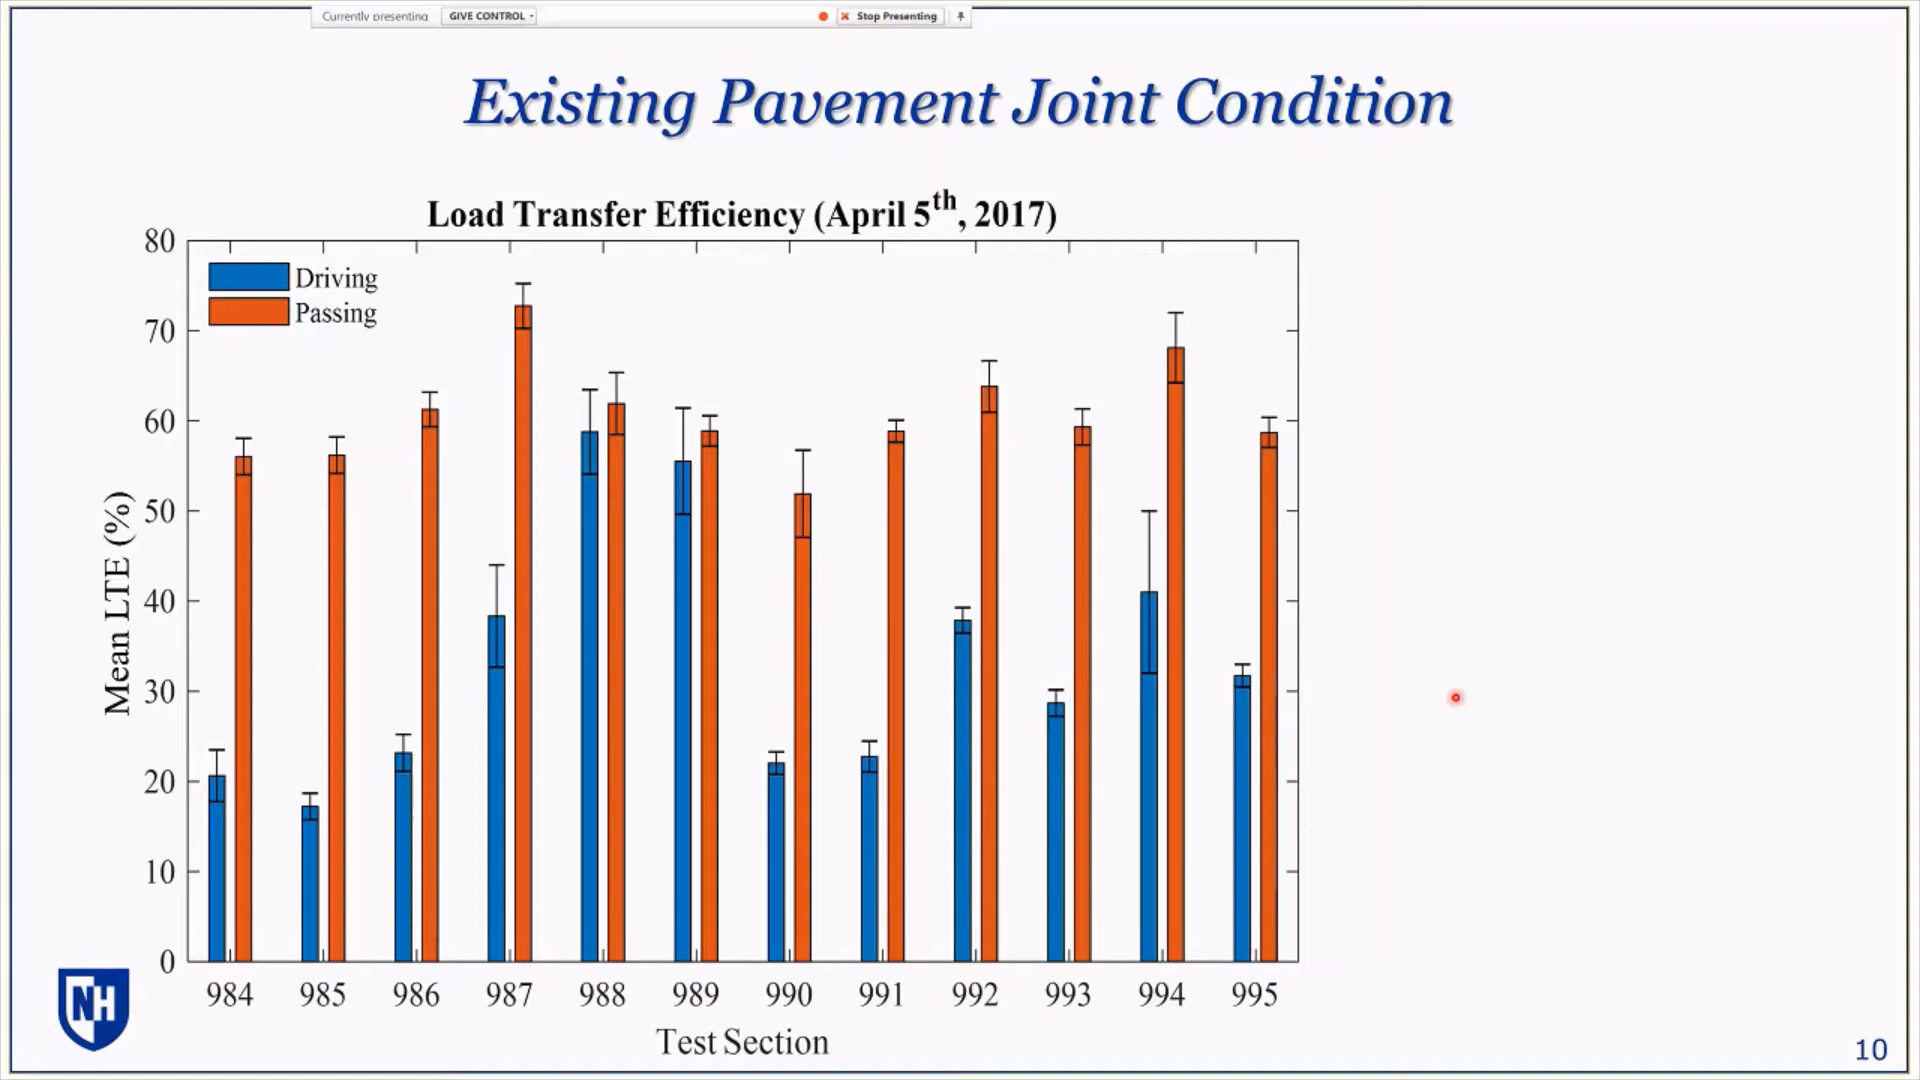 Currently presenting GIVE CONTROL Stop Presenting
Existing Pavement Joint Condition
Load Transfer Efficiency (April 5th, 2017)
Driving
Passing
80
70
60
50
40
30
20
10
0
Mean LTE (%)
984 985 986 987 988 989 990 991 992 993 994 995
Test Section
NH
10